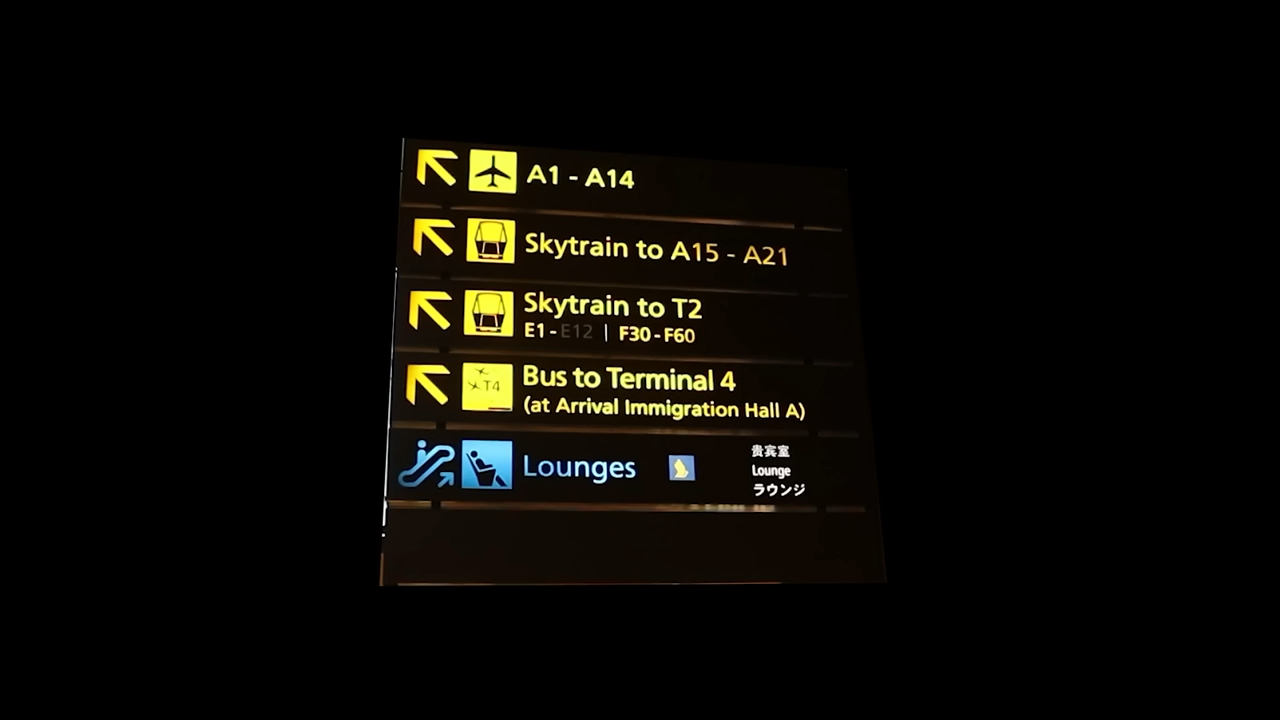 A1 - A14
Skytrain to A15 - A21
Skytrain to T2
E1 - E12 | F30 - F60
T4
Bus to Terminal 4
(at Arrival Immigration Hall A)
Lounges
贵宾室
Lounge
ラウンジ